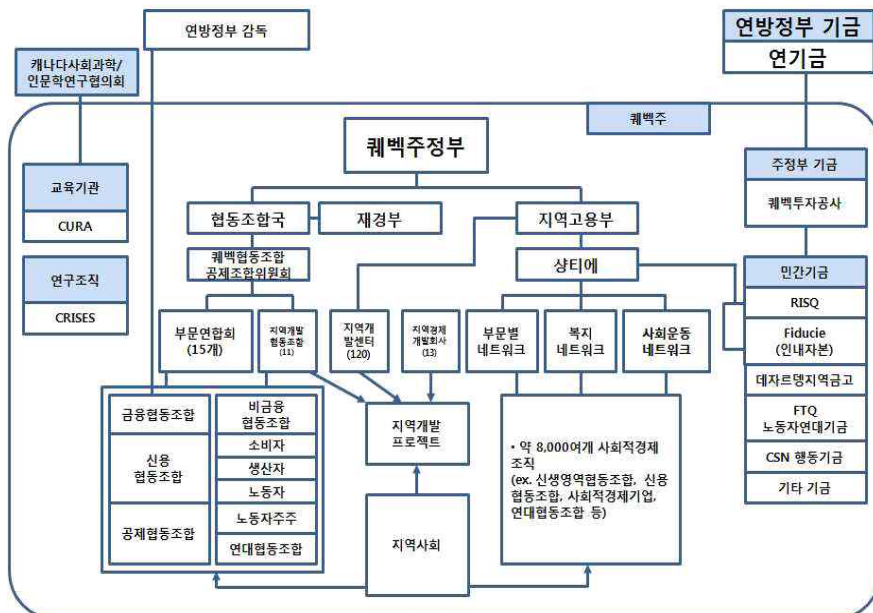 연방정부 감독
연방정부 기금
연기금
캐나다사회과학/
인문학연구협의회
퀘벡주
퀘벡주정부
교육기관
CURA
연구조직
CRISES
협동조합국
재경부
지역고용부
퀘벡협동조합
공제조합위원회
샹티에
주정부 기금
퀘벡투자공사
민간기금
RISQ
Fiducie
(인내자본)
데자르뎅지역금고
FTQ
노동자연대기금
CSN 행동기금
기타 기금
부문연합회
(15개)
지역개발
협동조합
(11)
지역개
발센터
(120)
지역경제
개발회사
(13)
부문별
네트워크
복지
네트워크
사회운동
네트워크
금융협동조합
신용
협동조합
공제협동조합
비금융
협동조합
소비자
생산자
노동자
노동자주주
연대협동조합
지역개발
프로젝트
지역사회
• 약 8,000여개 사회적경제
조직
(ex. 신생영역협동조합, 신용
협동조합, 사회적경제기업,
연대협동조합 등)